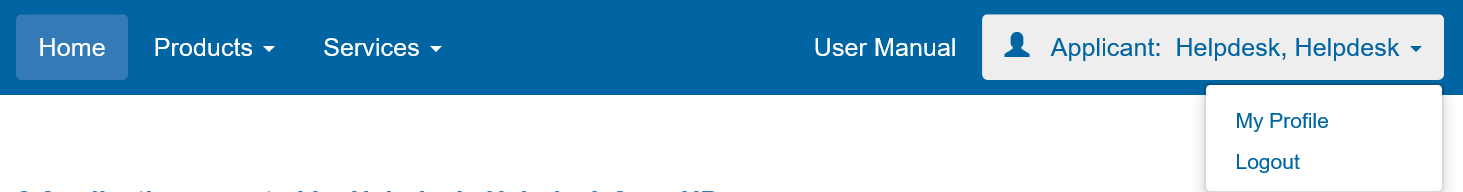 Home Products Services User Manual Applicant: Helpdesk, Helpdesk
My Profile
Logout